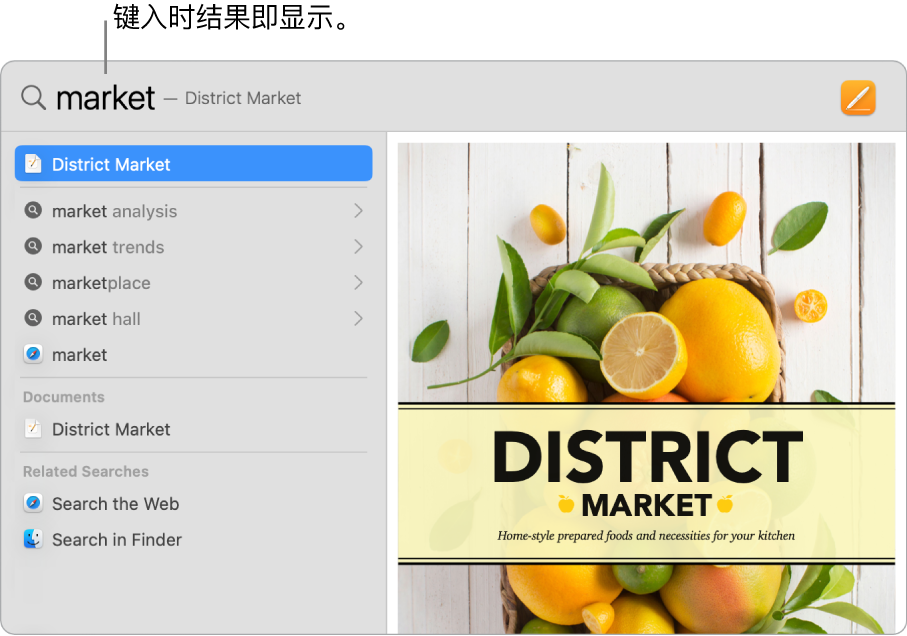 键入时结果即显示。
market — District Market
District Market
market analysis
market trends
marketplace
market hall
market
Documents
District Market
Related Searches
Search the Web
Search in Finder
DISTRICT
MARKET
Home-style prepared foods and necessities for your kitchen